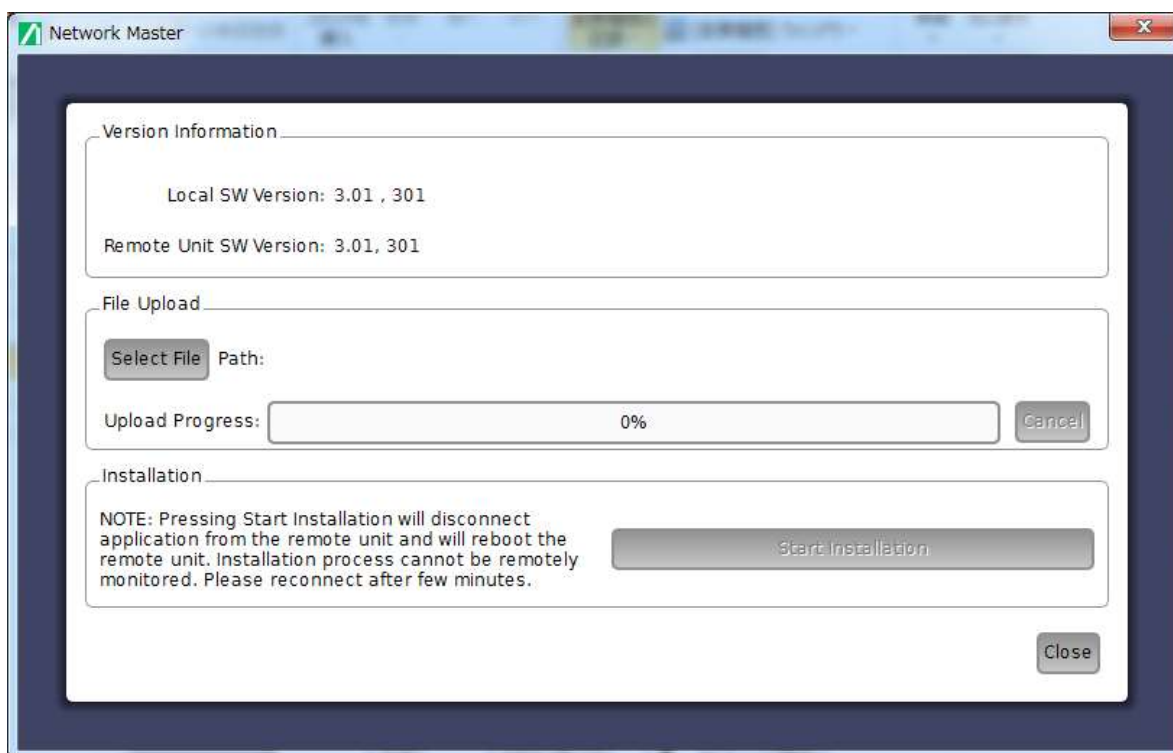 Network Master
Version Information
Local SW Version: 3.01 , 301
Remote Unit SW Version: 3.01, 301
File Upload
Select File Path:
Upload Progress: 0% Cancel
Installation
NOTE: Pressing Start Installation will disconnect
application from the remote unit and will reboot the
remote unit. Installation process cannot be remotely
monitored. Please reconnect after few minutes.
Start Installation
Close